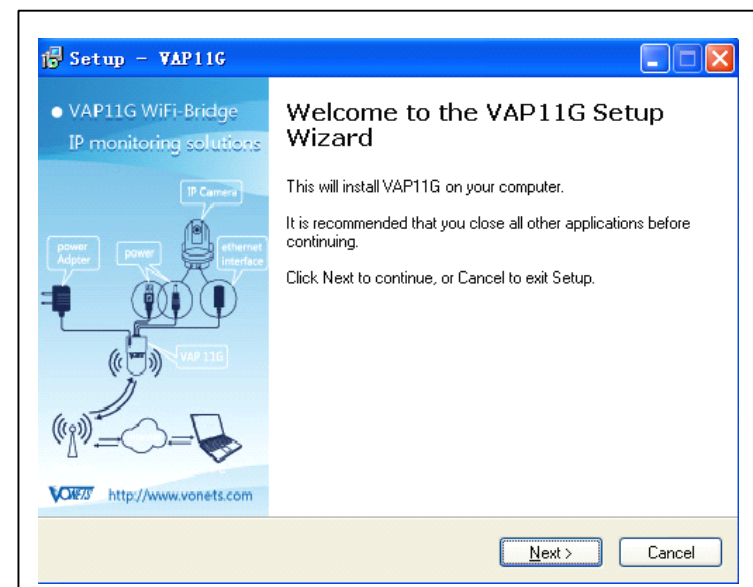 Setup - VAP11G
VAP11G WiFi-Bridge
IP monitoring solutions
IP Camera
power
Adpter
power
ethernet
interface
VAP 11G
VONETS http://www.vonets.com
Welcome to the VAP11G Setup
Wizard
This will install VAP11G on your computer.
It is recommended that you close all other applications before
continuing.
Click Next to continue, or Cancel to exit Setup.
Next >
Cancel